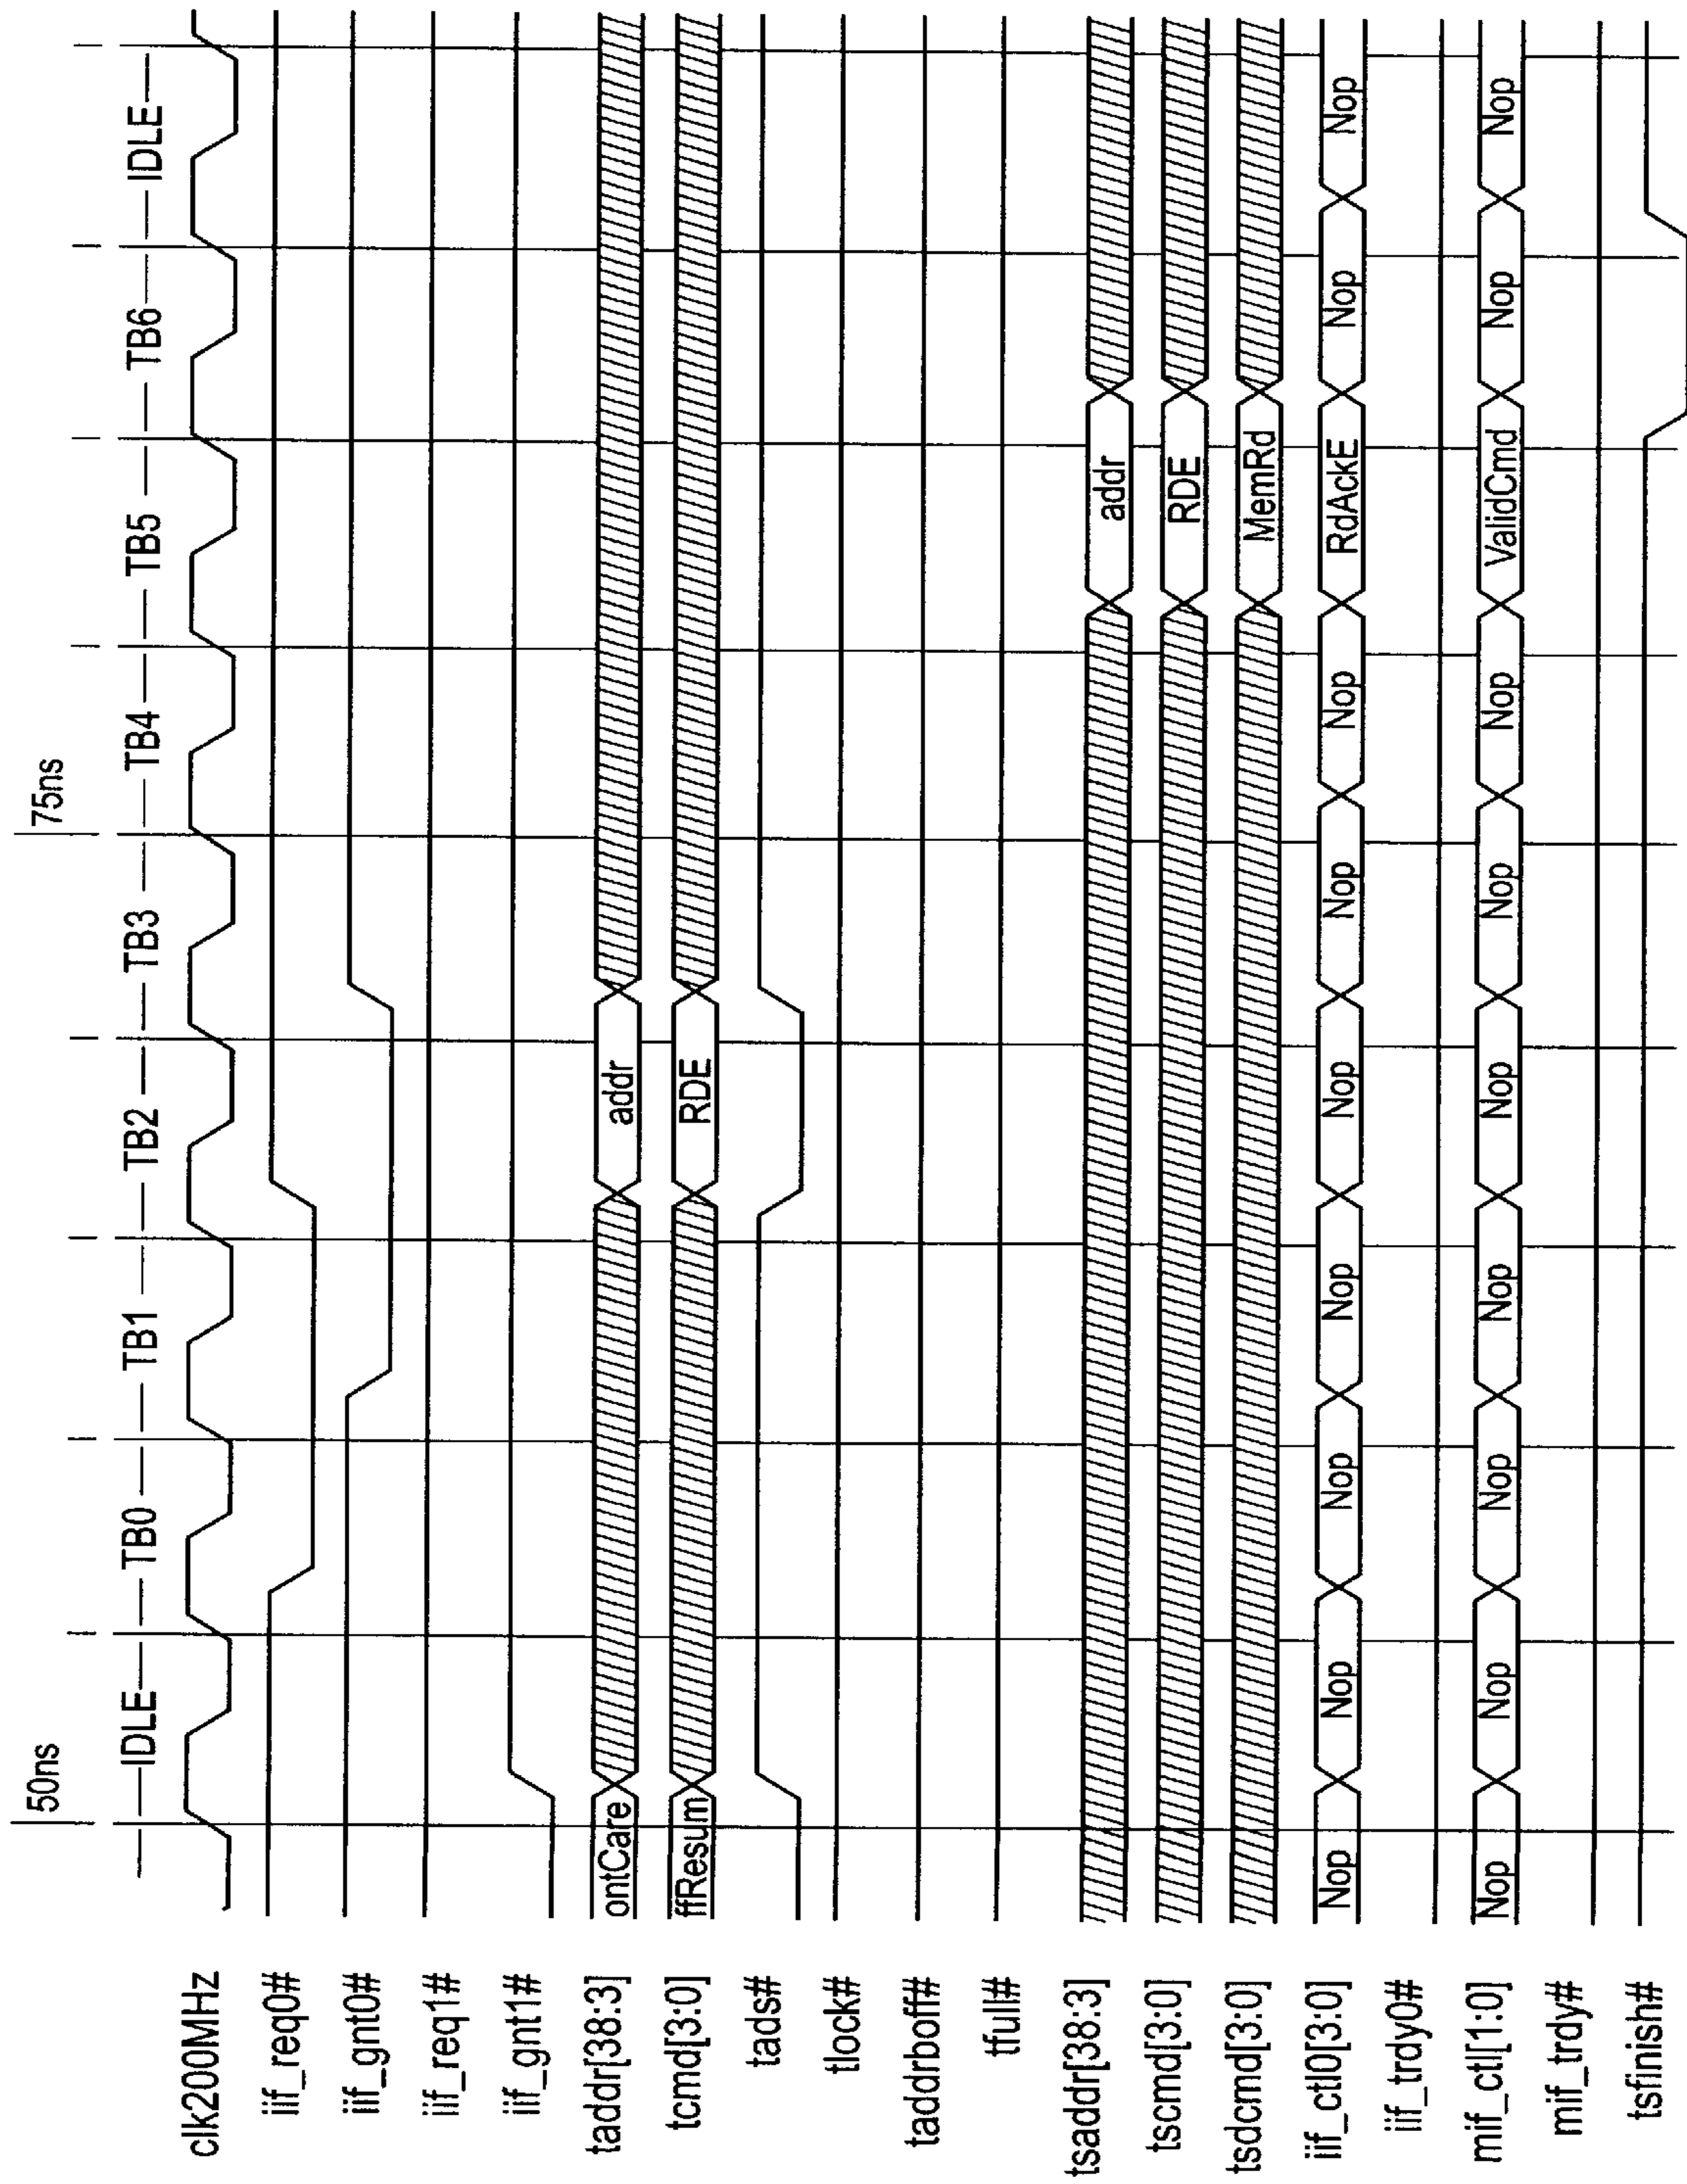 50ns 75ns
IDLE TB0 TB1 TB2 TB3 TB4 TB5 TB6 IDLE
clk200MHz
iif_req0#
iif_gnt0#
iif_req1#
iif_gnt1#
taddr[38:3] ontCare addr
tcmd[3:0] ffResum RDE
tads#
tlock#
taddrboff#
tfull#
tsaddr[38:3] addr
tscmd[3:0] RDE
tsdcmd[3:0] MemRd
iif_ctl0[3:0] Nop Nop Nop Nop Nop Nop Nop RdAckE Nop Nop
iif_trdy0#
mif_ctl[1:0] Nop Nop Nop Nop Nop Nop Nop ValidCmd Nop Nop
mif_trdy#
tsfinish#